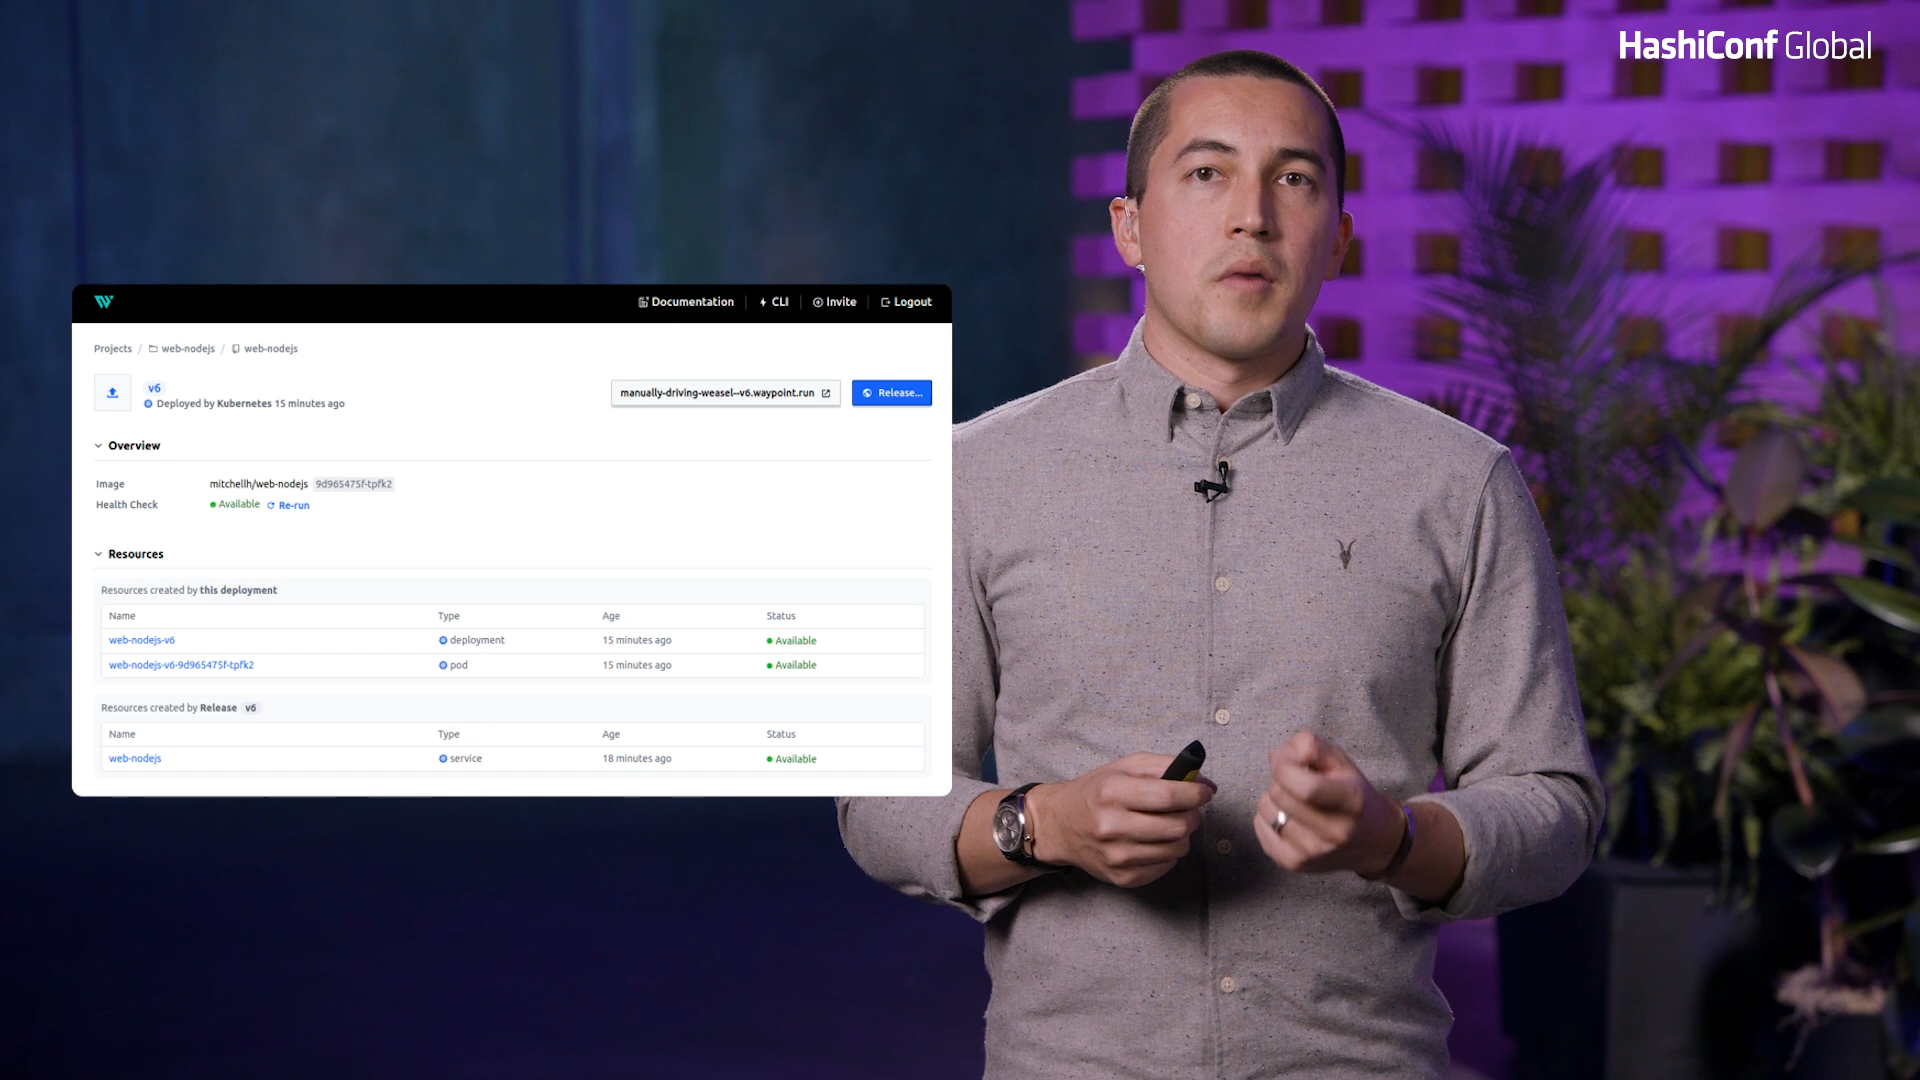 HashiConf Global
Documentation CLI Invite Logout
Projects / web-nodejs / web-nodejs
v6
Deployed by Kubernetes 15 minutes ago
manually-driving-weasel--v6.waypoint.run Release...
Overview
Image mitchellh/web-nodejs 9d965475f-tpfk2
Health Check Available Re-run
Resources
Resources created by this deployment
Name Type Age Status
web-nodejs-v6 deployment 15 minutes ago Available
web-nodejs-v6-9d965475f-tpfk2 pod 15 minutes ago Available
Resources created by Release v6
Name Type Age Status
web-nodejs service 18 minutes ago Available